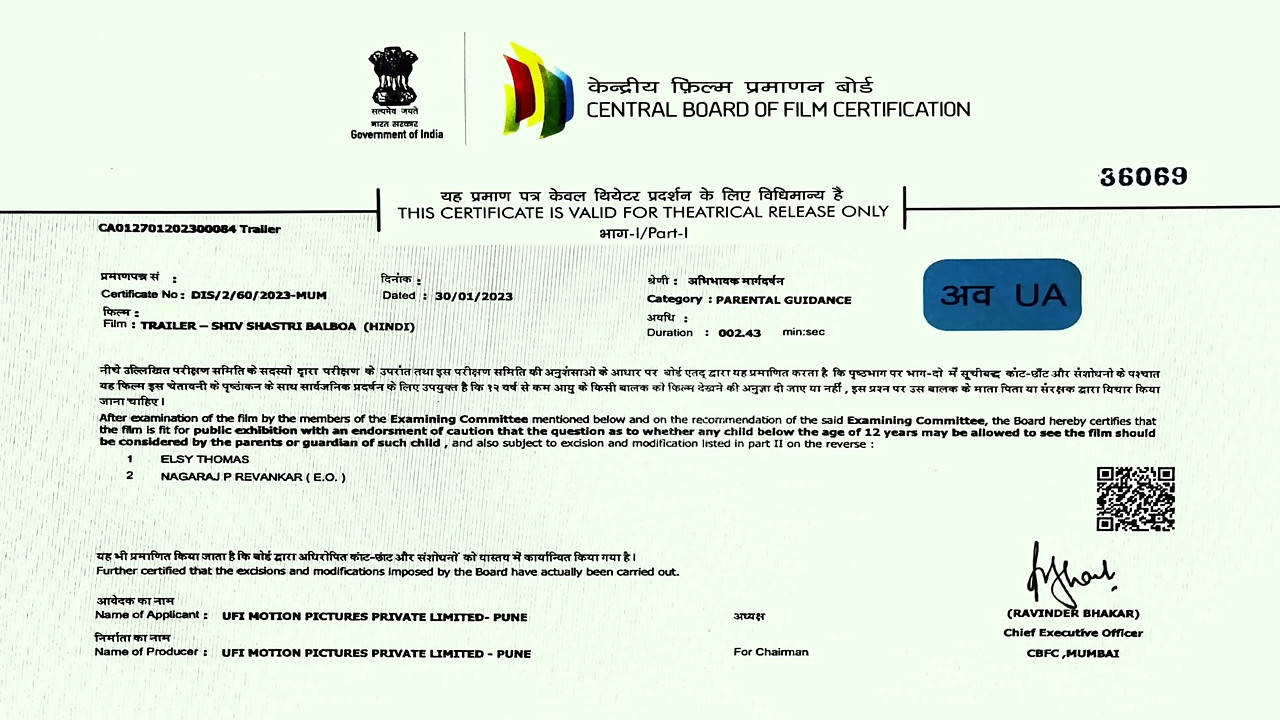 सत्यमेव जयते
भारत सरकार
Government of India
केन्द्रीय फ़िल्म प्रमाणन बोर्ड
CENTRAL BOARD OF FILM CERTIFICATION
36069
यह प्रमाण पत्र केवल थियेटर प्रदर्शन के लिए विधिमान्य है
THIS CERTIFICATE IS VALID FOR THEATRICAL RELEASE ONLY
भाग-I/Part-I
CA012701202300084 Trailer
प्रमाणपत्र सं :
Certificate No : DIS/2/60/2023-MUM
दिनांक :
Dated : 30/01/2023
श्रेणी : अभिभावक मार्गदर्शन
Category : PARENTAL GUIDANCE
अव UA
फिल्म :
Film : TRAILER – SHIV SHASTRI BALBOA (HINDI)
अवधि :
Duration : 002.43 min:sec
नीचे उल्लिखित परीक्षण समिति के सदस्यो द्वारा परीक्षण के उपरांत तथा इस परीक्षण समिति की अनुशंसाओ के आधार पर बोर्ड एतद् द्वारा यह प्रमाणित करता है कि पृष्ठभाग पर भाग-दो में सूचीबद्ध कांट-छाँट और संशोधनो के पश्चात
यह फिल्म इस चेतावनी के पृष्ठांकन के साथ सार्वजनिक प्रदर्शन के लिए उपयुक्त है कि १२ वर्ष से कम आयु के किसी बालक को फिल्म देखने की अनुज्ञा दी जाए या नहीं , इस प्रश्न पर उस बालक के माता पिता या संरक्षक द्वारा विचार किया
जाना चाहिए ।
After examination of the film by the members of the Examining Committee mentioned below and on the recommendation of the said Examining Committee, the Board hereby certifies that
the film is fit for public exhibition with an endorsment of caution that the question as to whether any child below the age of 12 years may be allowed to see the film should
be considered by the parents or guardian of such child , and also subject to excision and modification listed in part II on the reverse :
1 ELSY THOMAS
2 NAGARAJ P REVANKAR ( E.O. )
यह भी प्रमाणित किया जाता है कि बोर्ड द्वारा अधिरोपित कांट-छांट और संशोधनों को वास्तव में कार्यान्वित किया गया है ।
Further certified that the excisions and modifications imposed by the Board have actually been carried out.
आवेदक का नाम
Name of Applicant : UFI MOTION PICTURES PRIVATE LIMITED- PUNE
अध्यक्ष
(RAVINDER BHAKAR)
Chief Executive Officer
निर्माता का नाम
Name of Producer : UFI MOTION PICTURES PRIVATE LIMITED - PUNE
For Chairman
CBFC ,MUMBAI